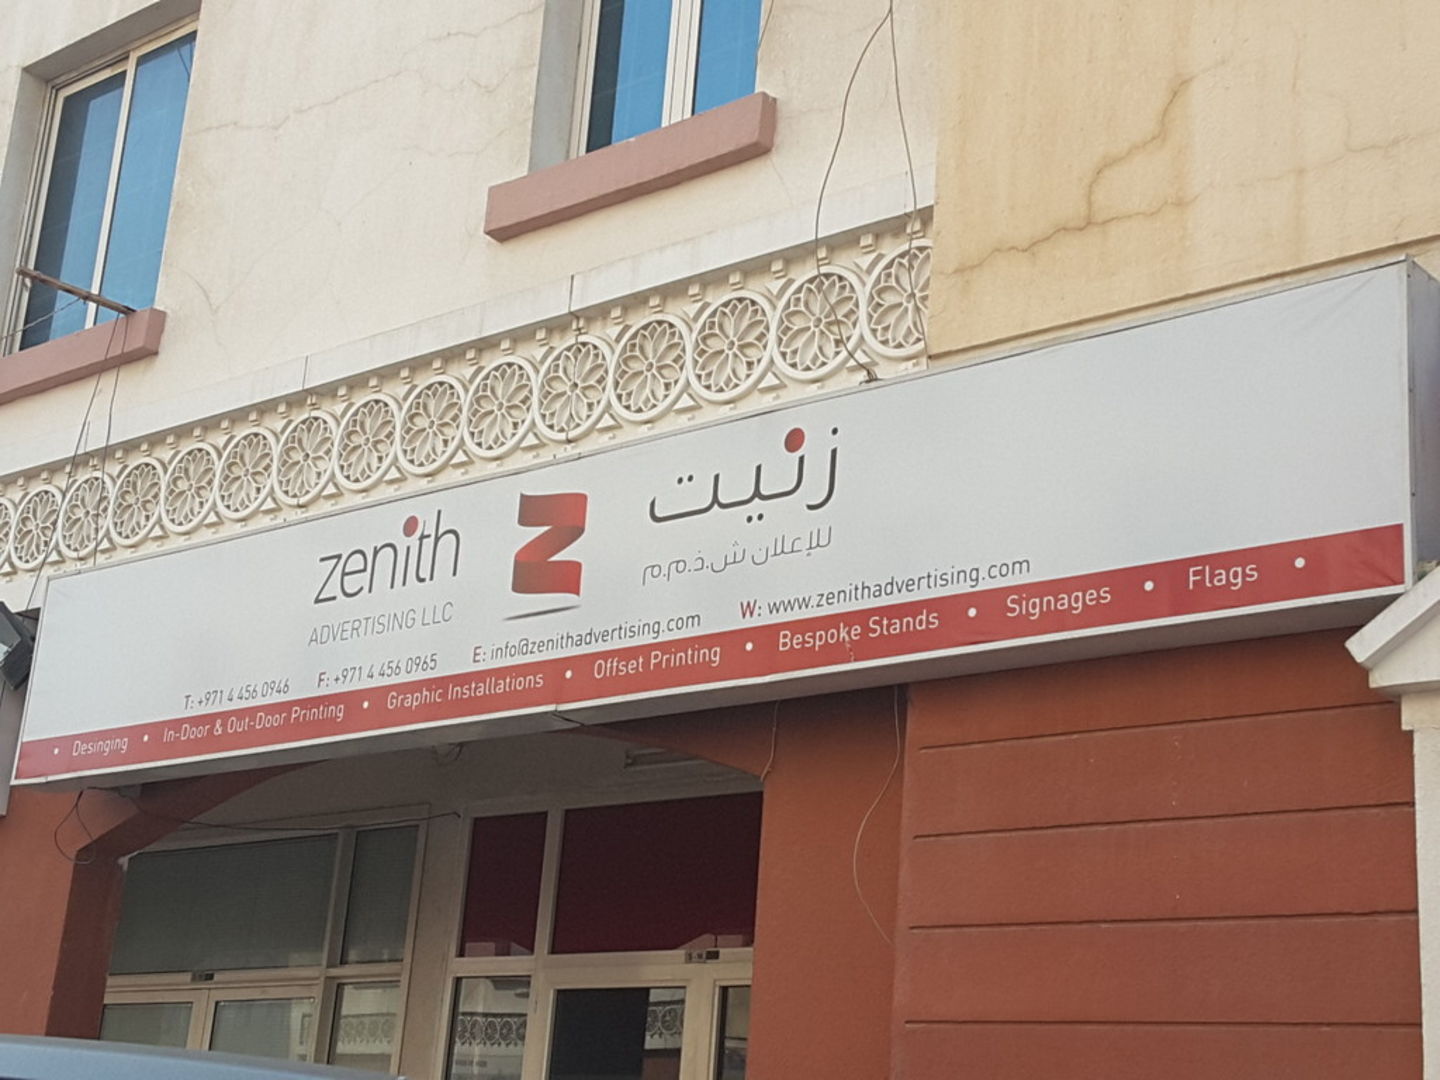 zenith
ADVERTISING LLC
زنيت
للإعلان ش.ذ.م.م
T: +971 4 456 0946 F: +971 4 456 0965 E: info@zenithadvertising.com W: www.zenithadvertising.com
• Desinging • In-Door & Out-Door Printing • Graphic Installations • Offset Printing • Bespoke Stands • Signages • Flags •